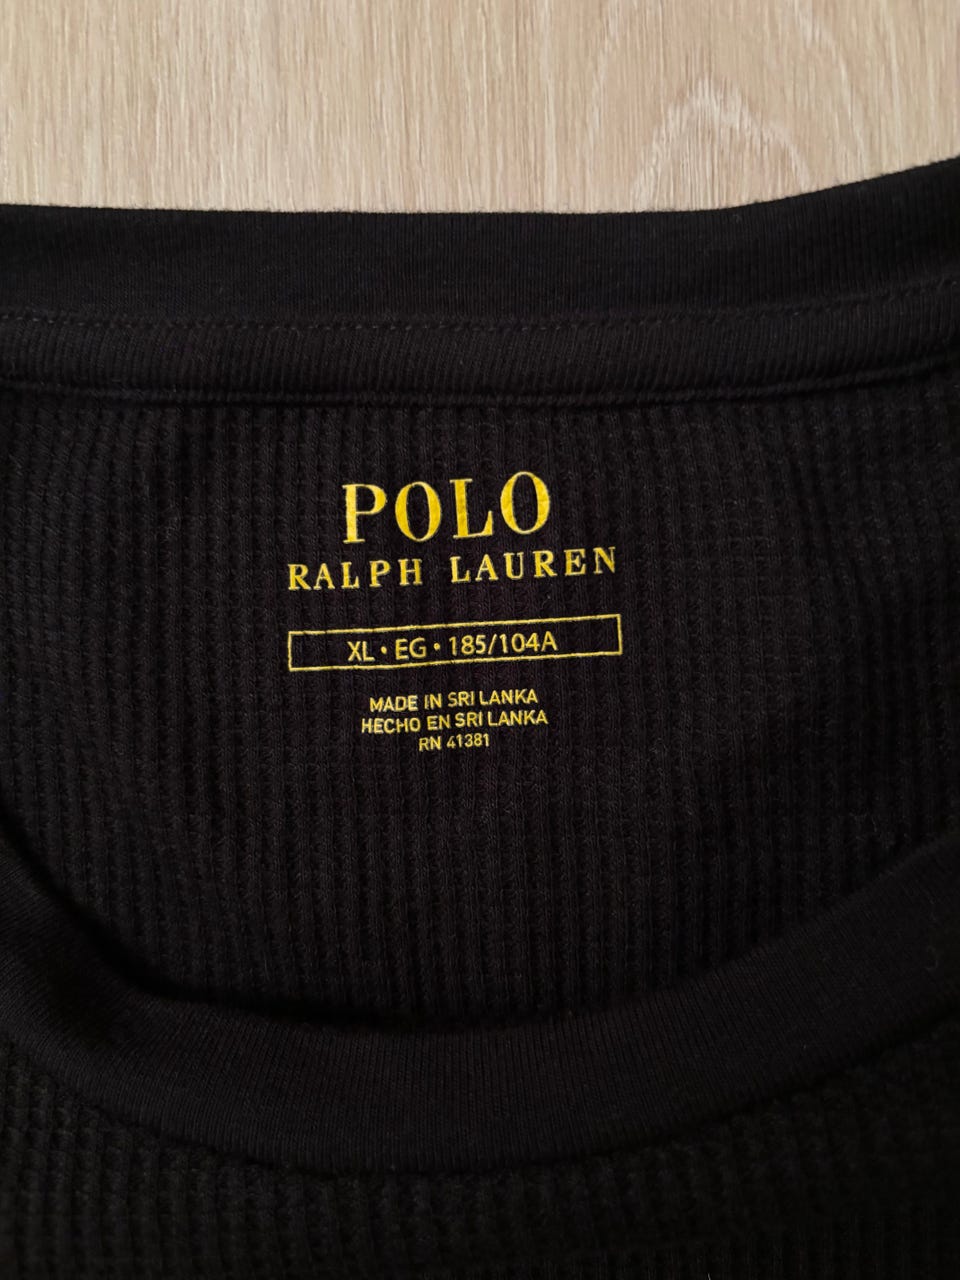 POLO
RALPH LAUREN
XL • EG • 185/104A
MADE IN SRI LANKA
HECHO EN SRI LANKA
RN 41381